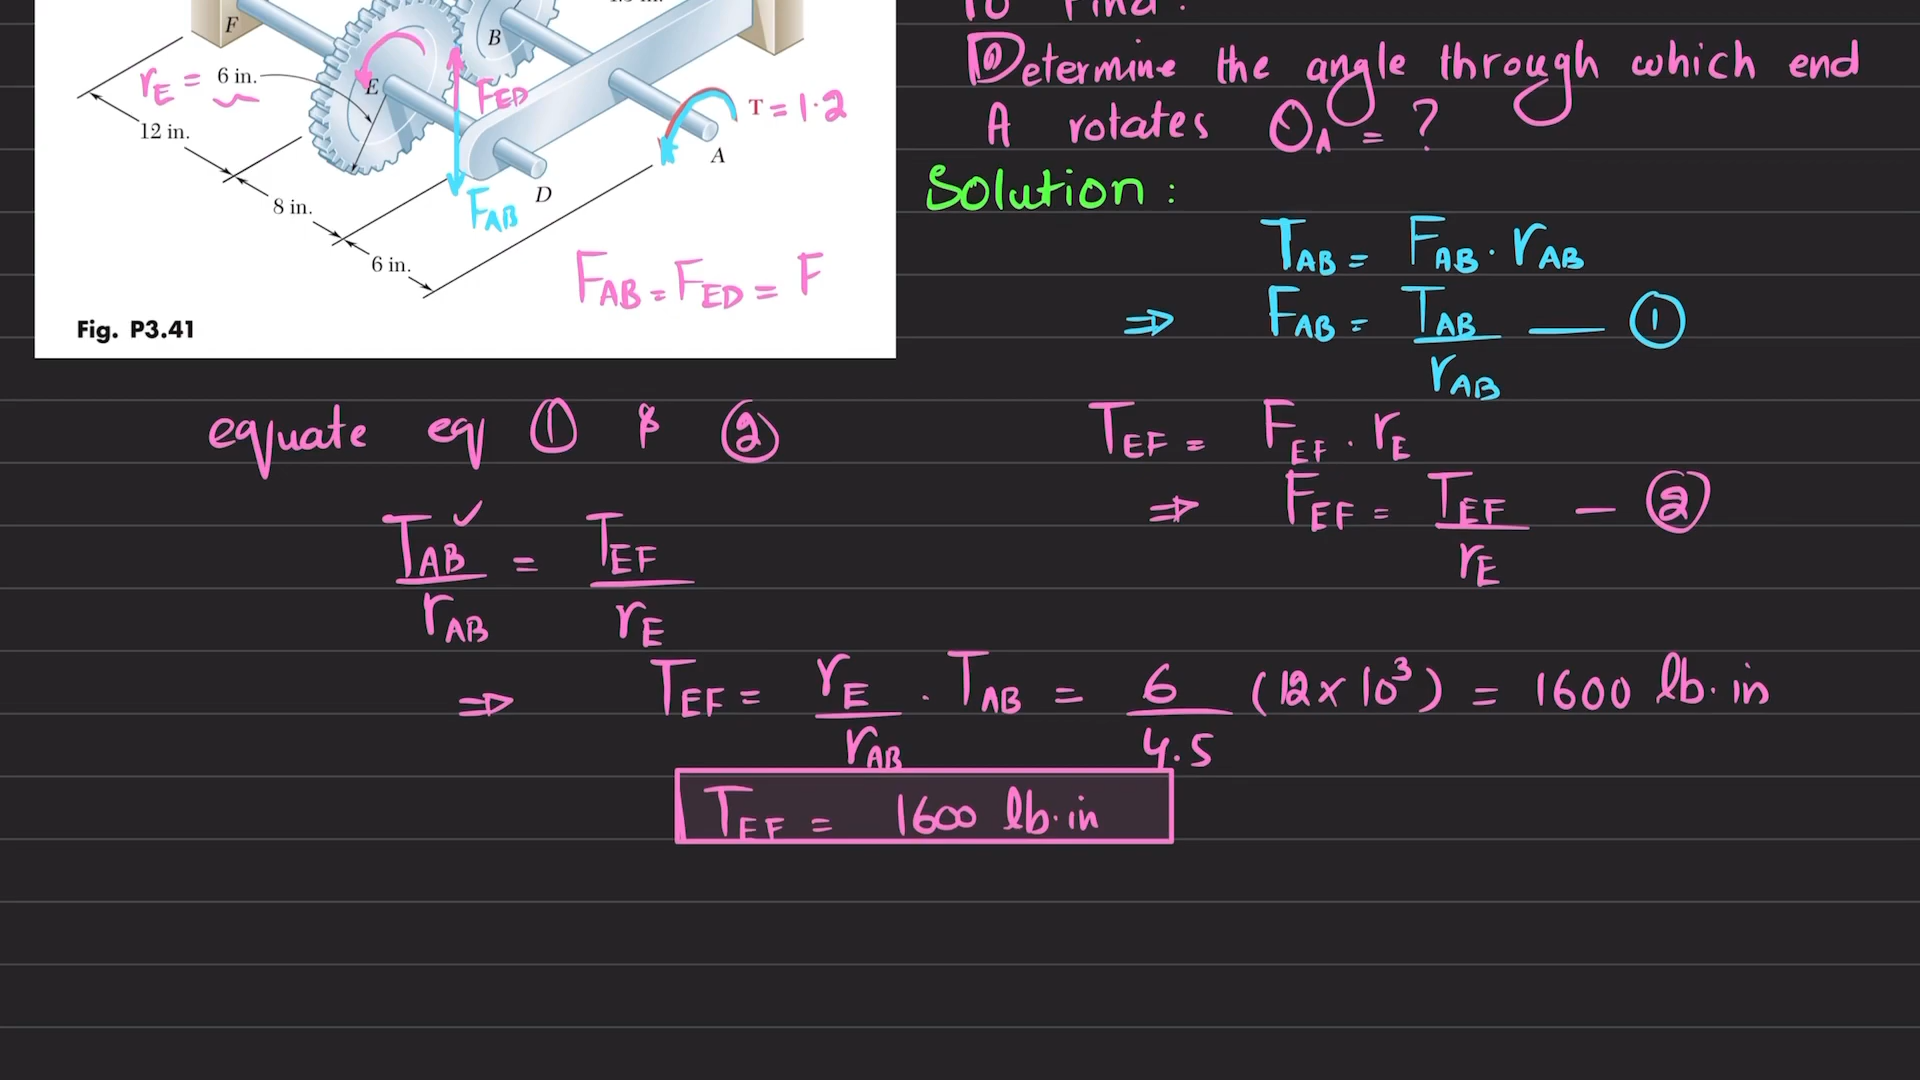 To Find:
① Determine the angle through which end
A rotates ΘA = ?
F
B
E
rE = 6 in.
FED
T = 1.2
12 in.
A
D
8 in.
FAB
6 in.
FAB = FED = F
Fig. P3.41
Solution :
TAB = FAB . rAB
⇒ FAB = TAB / rAB — ①
TEF = FEF . rE
⇒ FEF = TEF / rE — ②
equate eq ① & ②
TAB ✓ / rAB = TEF / rE
⇒ TEF = rE / rAB . TAB = 6 / 4.5 (12 x 10³) = 1600 lb.in
TEF = 1600 lb.in